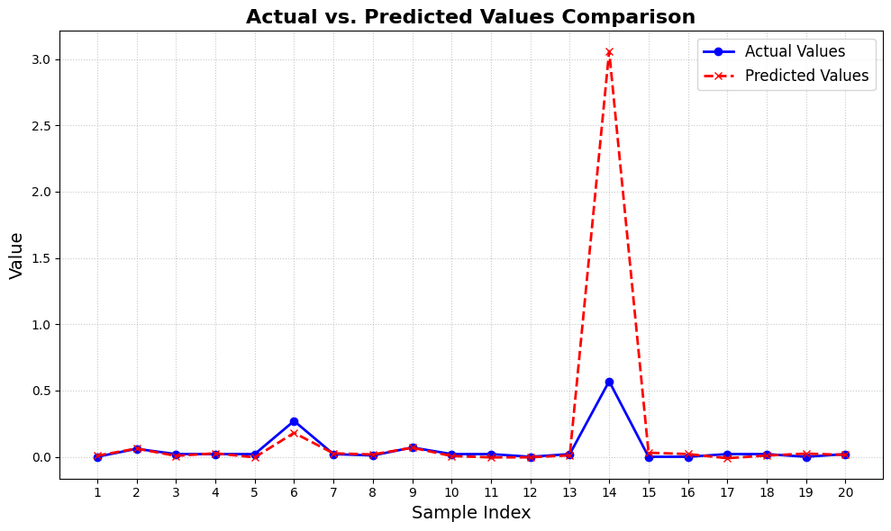 Actual vs. Predicted Values Comparison
Actual Values
Predicted Values
Value
3.0
2.5
2.0
1.5
1.0
0.5
0.0
1 2 3 4 5 6 7 8 9 10 11 12 13 14 15 16 17 18 19 20
Sample Index